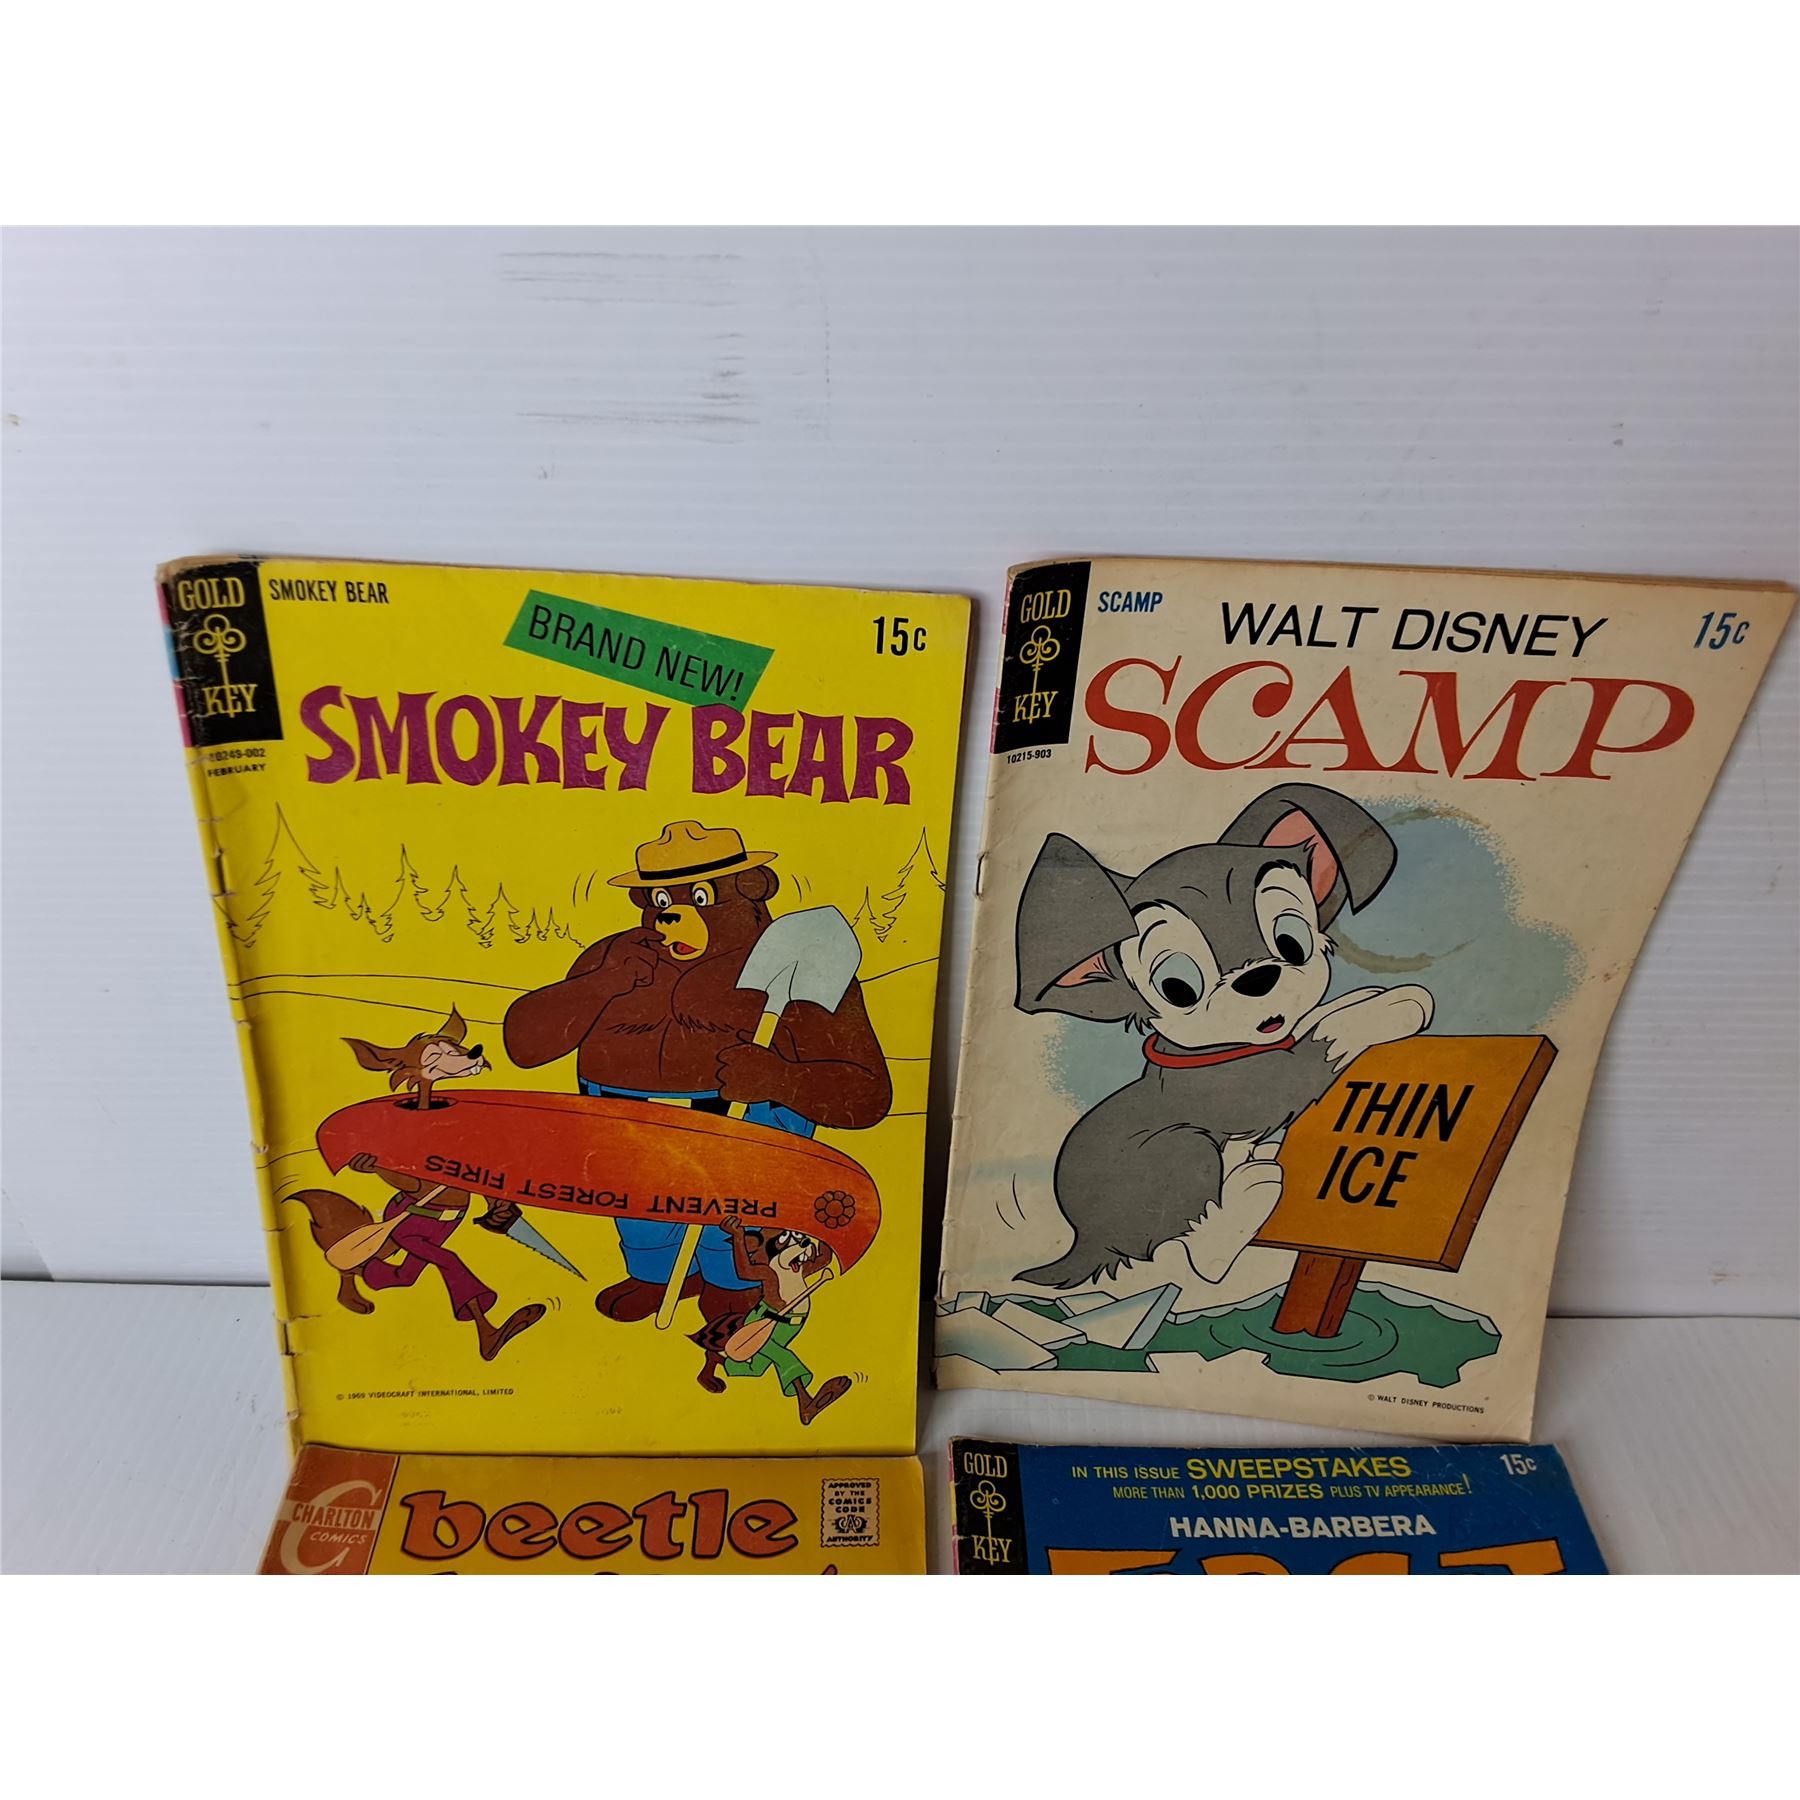 GOLD
KEY
SMOKEY BEAR
BRAND NEW!
15c
SMOKEY BEAR
10249-002
FEBRUARY
PREVENT FOREST FIRES
© 1969 VIDEOCRAFT INTERNATIONAL, LIMITED
GOLD
KEY
SCAMP
WALT DISNEY
15c
SCAMP
10215-903
THIN
ICE
© WALT DISNEY PRODUCTIONS
CHARLTON
COMICS
beetle
APPROVED
BY THE
COMICS
CODE
AUTHORITY
GOLD
KEY
IN THIS ISSUE SWEEPSTAKES
15c
MORE THAN 1,000 PRIZES PLUS TV APPEARANCE!
HANNA-BARBERA